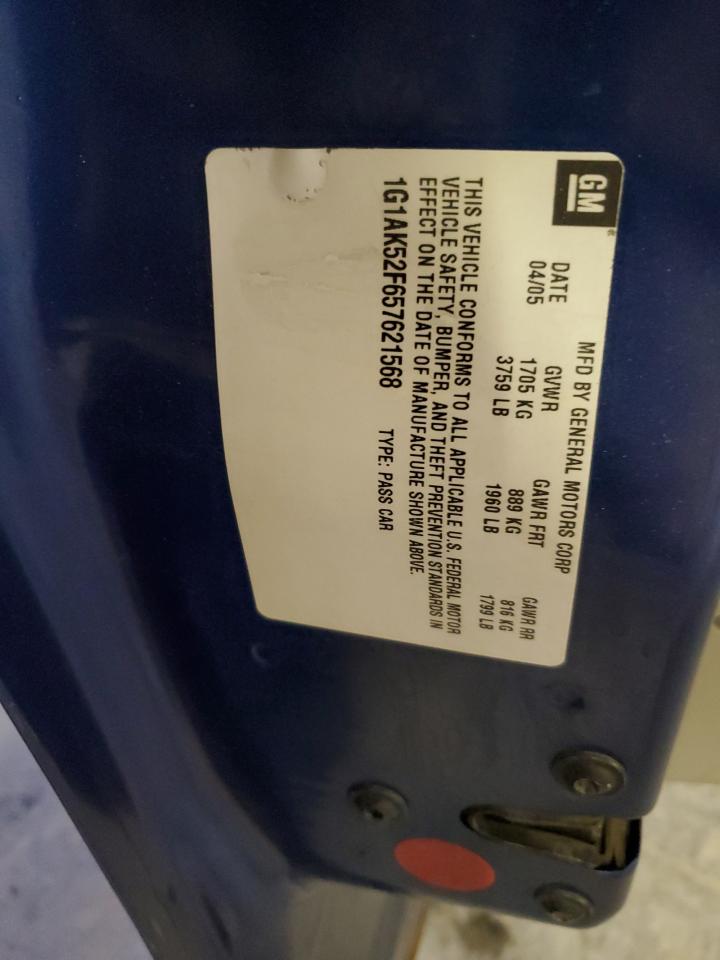 GM®
MFD BY GENERAL MOTORS CORP
DATE GVWR GAWR FRT GAWR RR
04/05 1705 KG 889 KG 816 KG
3759 LB 1960 LB 1799 LB
THIS VEHICLE CONFORMS TO ALL APPLICABLE U.S. FEDERAL MOTOR
VEHICLE SAFETY, BUMPER, AND THEFT PREVENTION STANDARDS IN
EFFECT ON THE DATE OF MANUFACTURE SHOWN ABOVE.
1G1AK52F657621568 TYPE: PASS CAR